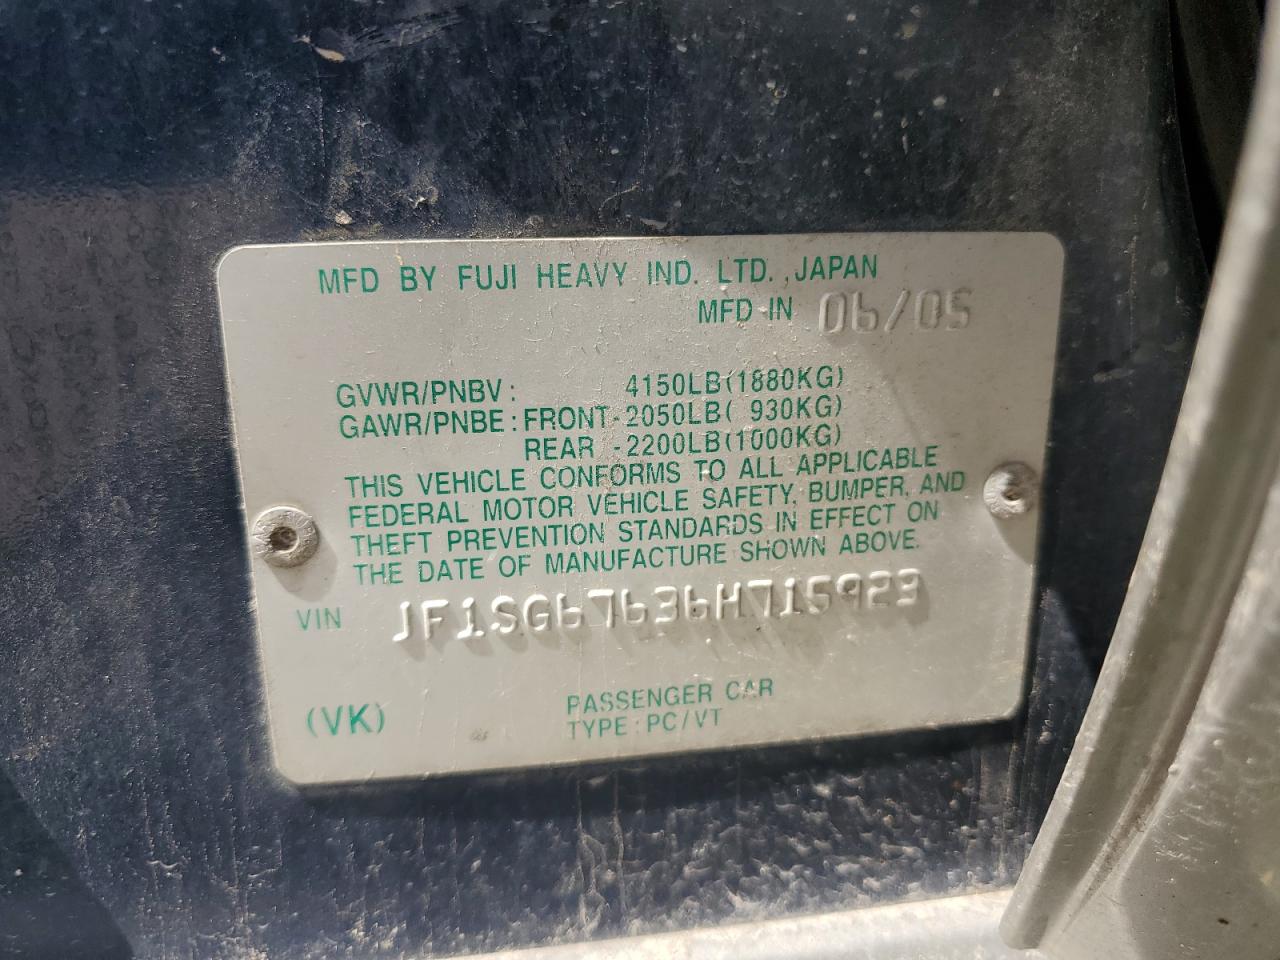 MFD BY FUJI HEAVY IND. LTD., JAPAN
MFD IN 06/05
GVWR/PNBV: 4150LB(1880KG)
GAWR/PNBE: FRONT-2050LB( 930KG)
REAR -2200LB(1000KG)
THIS VEHICLE CONFORMS TO ALL APPLICABLE
FEDERAL MOTOR VEHICLE SAFETY, BUMPER, AND
THEFT PREVENTION STANDARDS IN EFFECT ON
THE DATE OF MANUFACTURE SHOWN ABOVE.
VIN JF1SG67636H715953
(VK)
PASSENGER CAR
TYPE: PC/VT